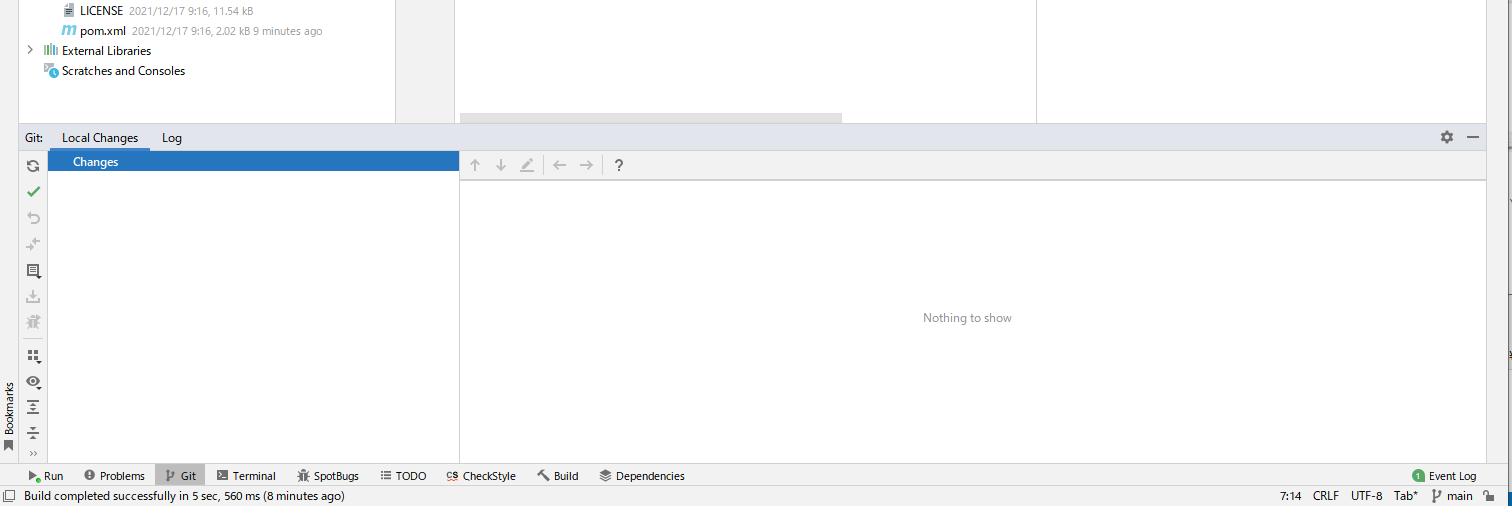 LICENSE 2021/12/17 9:16, 11.54 kB
pom.xml 2021/12/17 9:16, 2.02 kB 9 minutes ago
External Libraries
Scratches and Consoles
Git: Local Changes Log
Changes
?
Nothing to show
Bookmarks
Run Problems Git Terminal SpotBugs TODO CS CheckStyle Build Dependencies 1 Event Log
Build completed successfully in 5 sec, 560 ms (8 minutes ago) 7:14 CRLF UTF-8 Tab* main